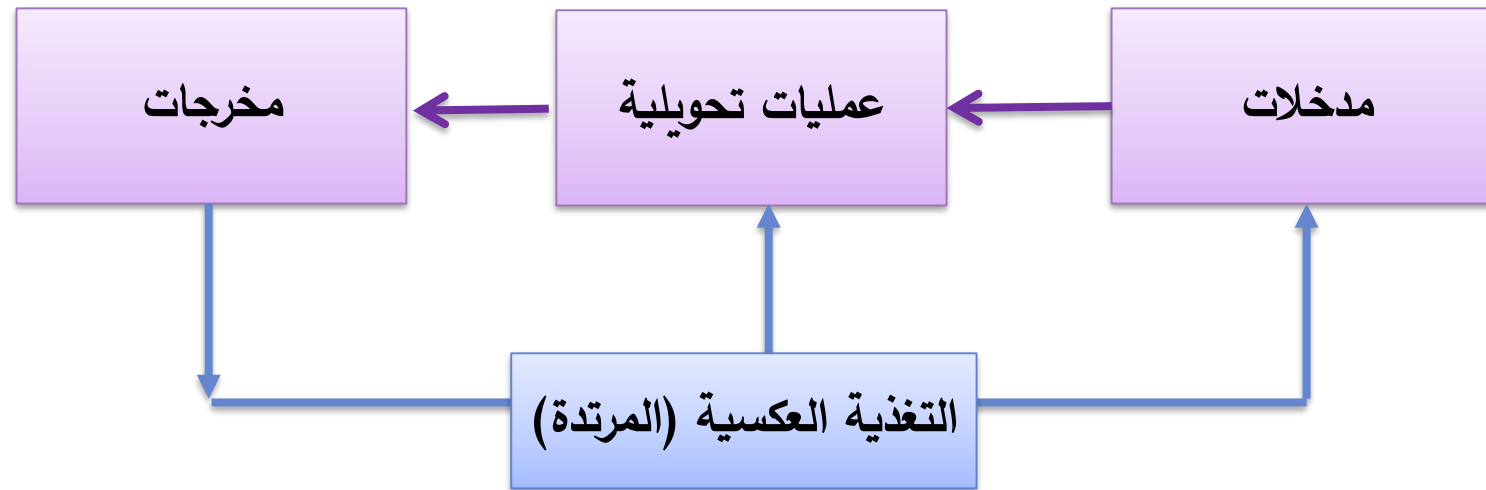 مدخلات
عمليات تحويلية
مخرجات
التغذية العكسية (المرتدة)